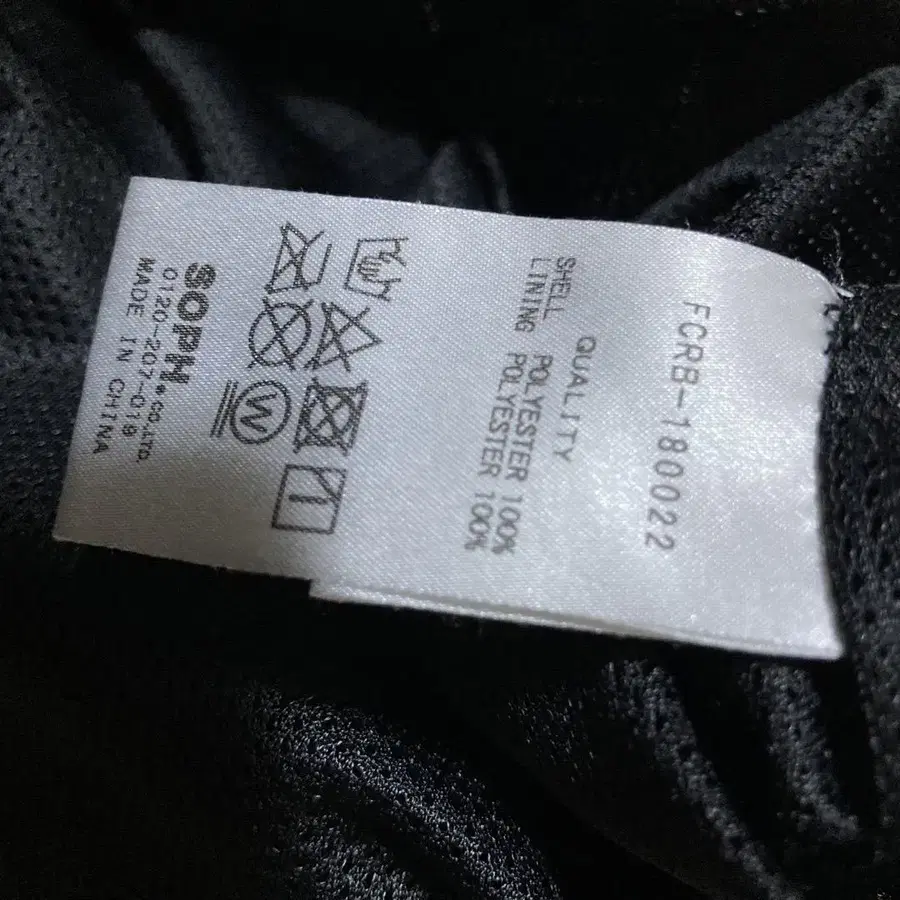 FCRB-180022
QUALITY
SHELL POLYESTER 100%
LINING POLYESTER 100%
W
SOPH.CO.,LTD.
0120-207-019
MADE IN CHINA